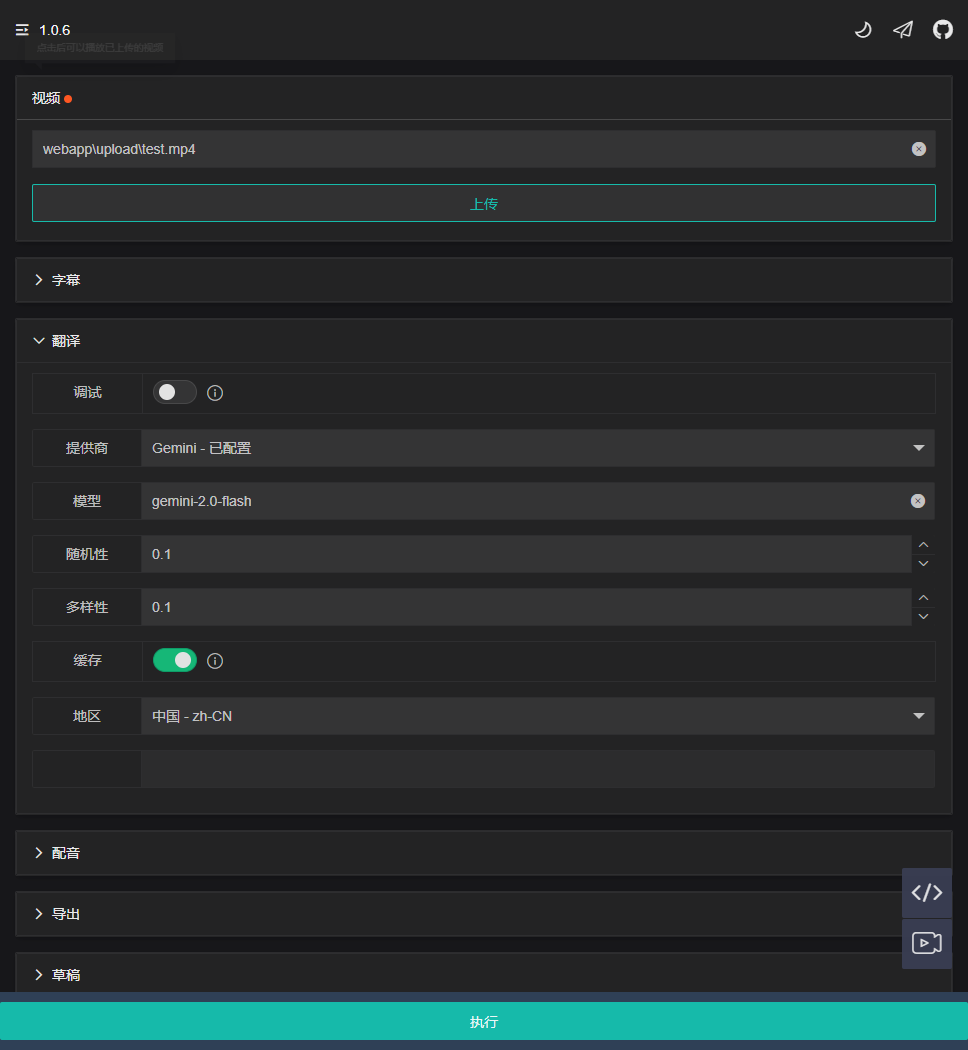 1.0.6
点击后可以播放已上传的视频
视频
webapp\upload\test.mp4
上传
字幕
翻译
调试
提供商
Gemini - 已配置
模型
gemini-2.0-flash
随机性
0.1
多样性
0.1
缓存
地区
中国 - zh-CN
配音
导出
草稿
执行